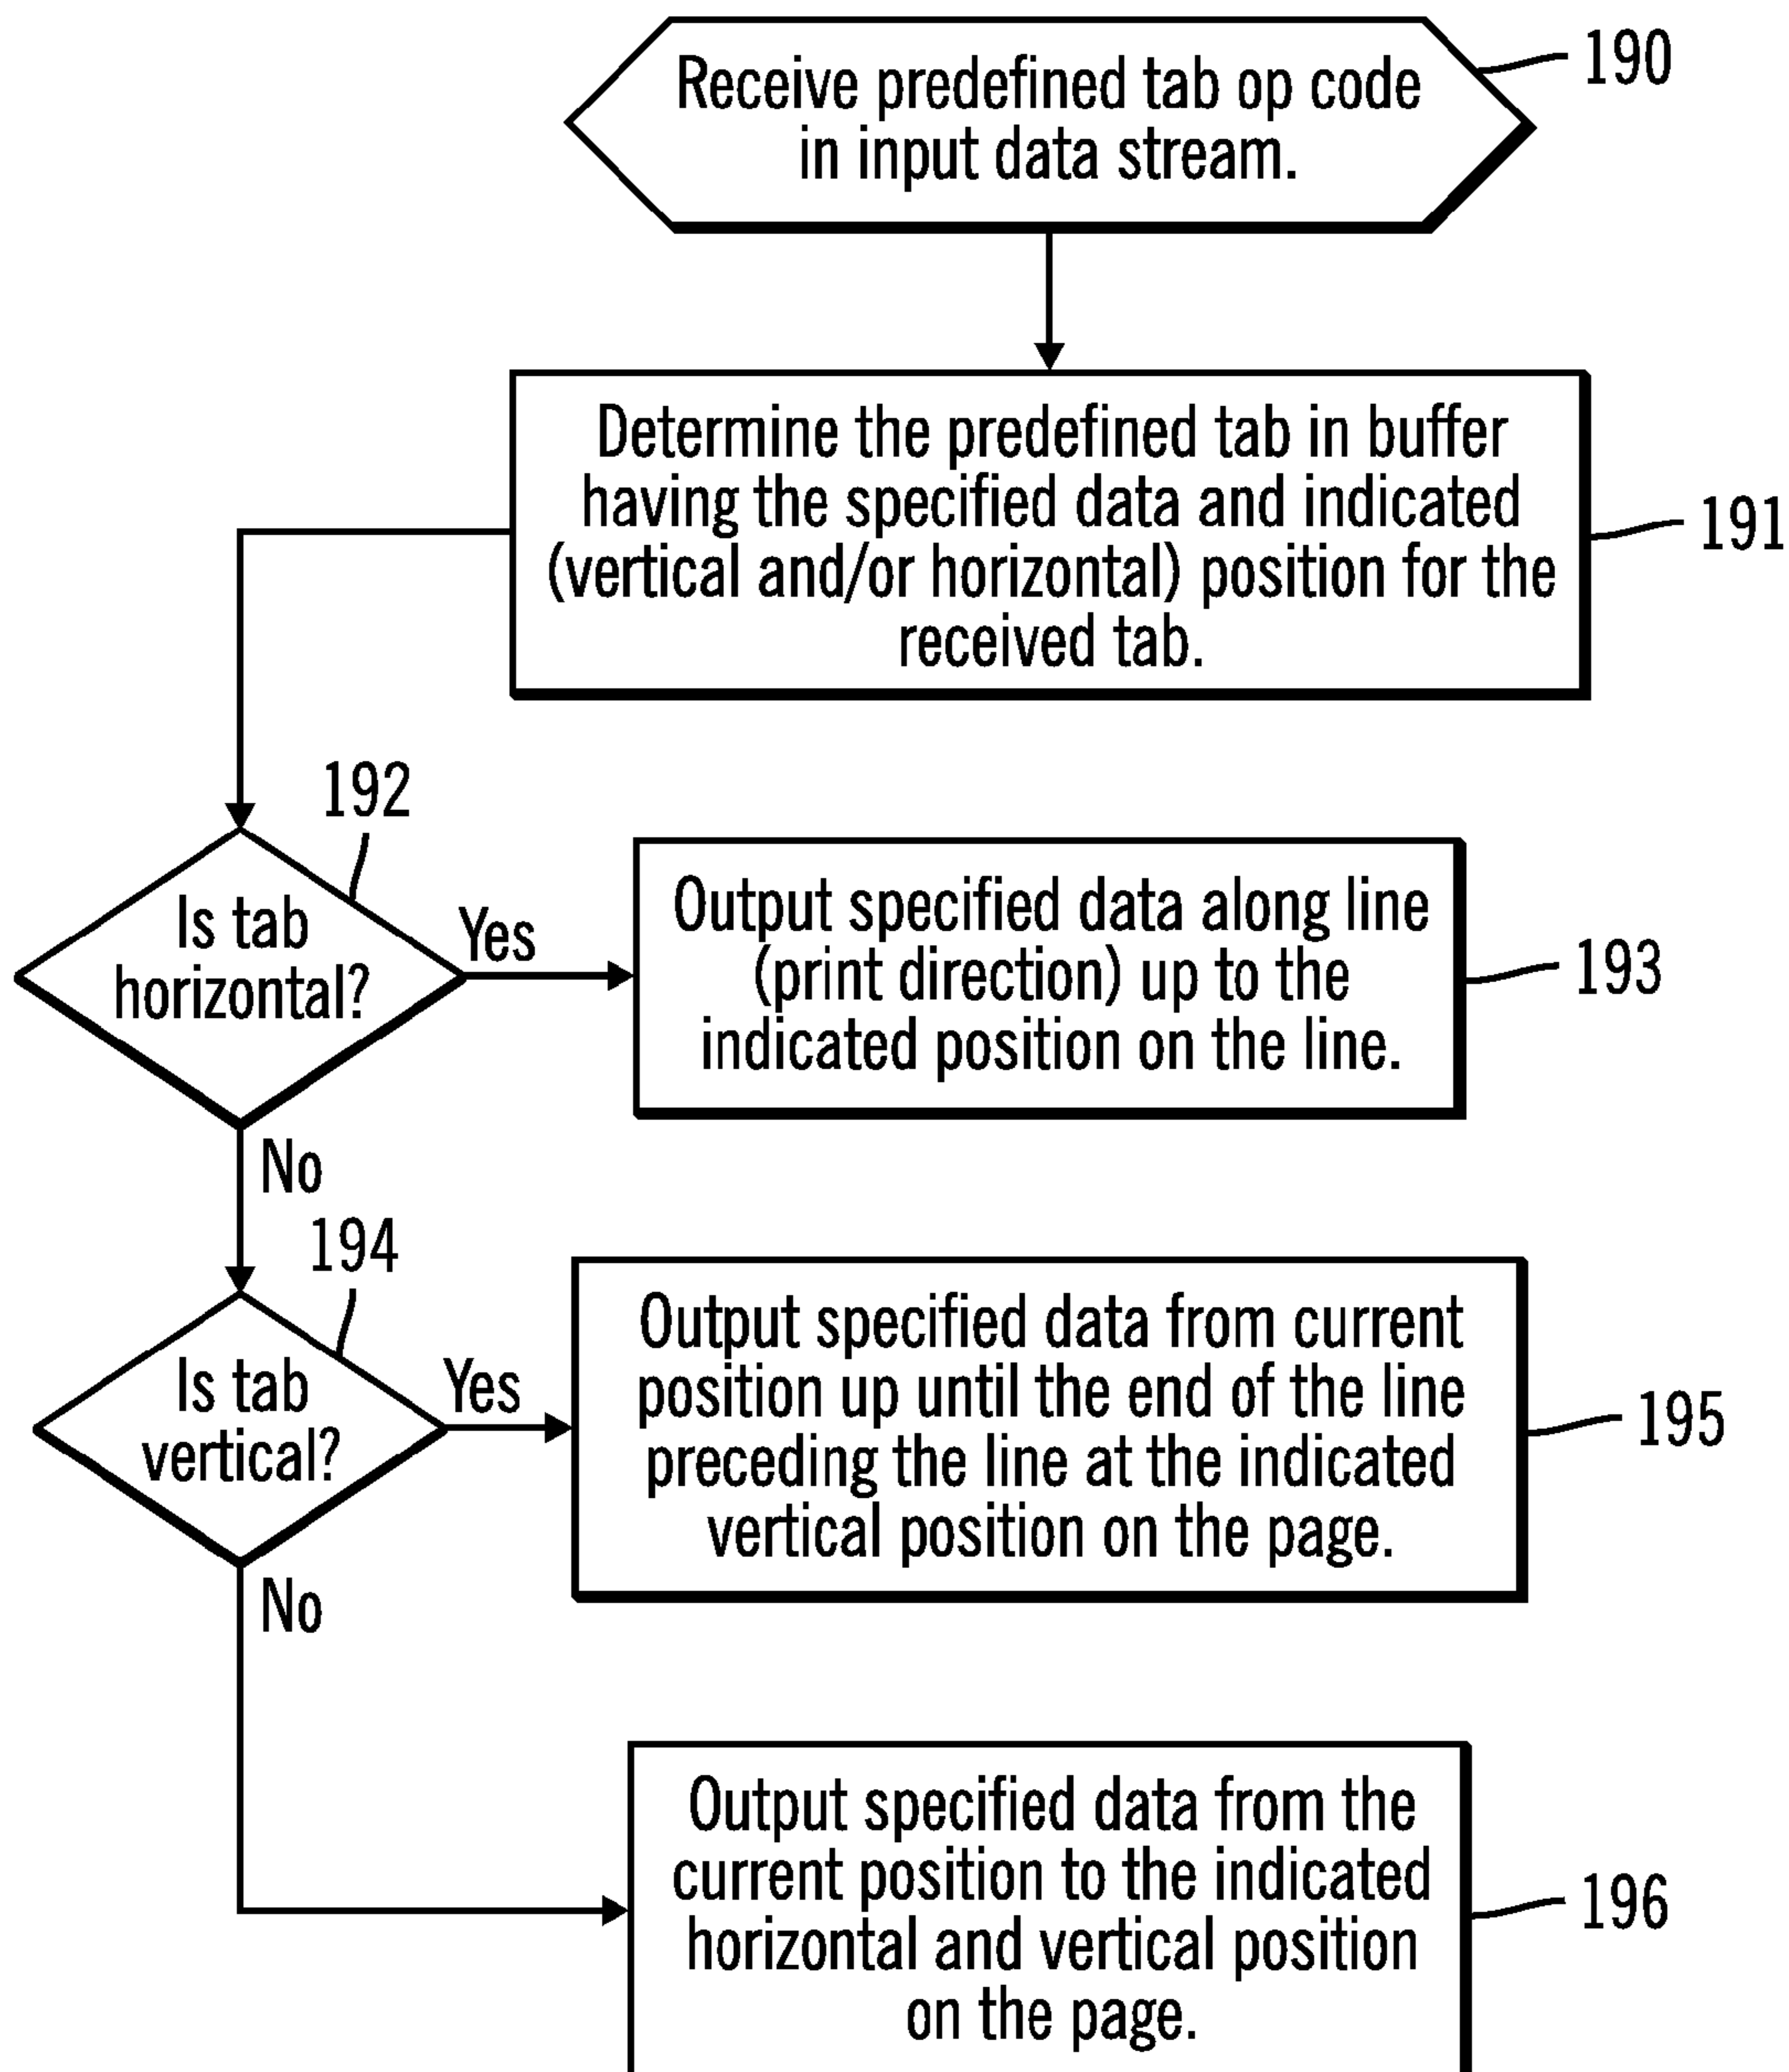 Receive predefined tab op code
in input data stream.
190
Determine the predefined tab in buffer
having the specified data and indicated
(vertical and/or horizontal) position for the
received tab.
191
192
Is tab
horizontal?
Yes
Output specified data along line
(print direction) up to the
indicated position on the line.
193
No
194
Is tab
vertical?
Yes
Output specified data from current
position up until the end of the line
preceding the line at the indicated
vertical position on the page.
195
No
Output specified data from the
current position to the indicated
horizontal and vertical position
on the page.
196